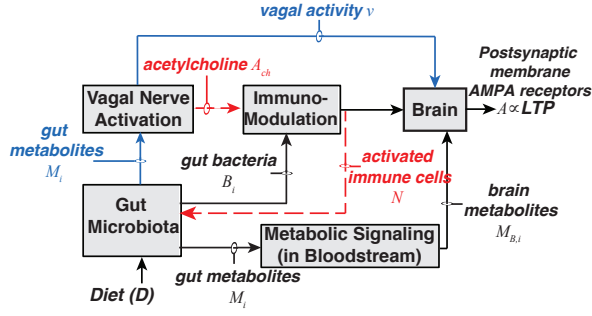 vagal activity v
acetylcholine A_ch
Postsynaptic
membrane
AMPA receptors
A∝LTP
Vagal Nerve
Activation
Immuno-
Modulation
Brain
gut
metabolites
M_i
gut bacteria
B_i
activated
immune cells
N
brain
metabolites
M_B,i
Gut
Microbiota
Metabolic Signaling
(in Bloodstream)
gut metabolites
M_i
Diet (D)